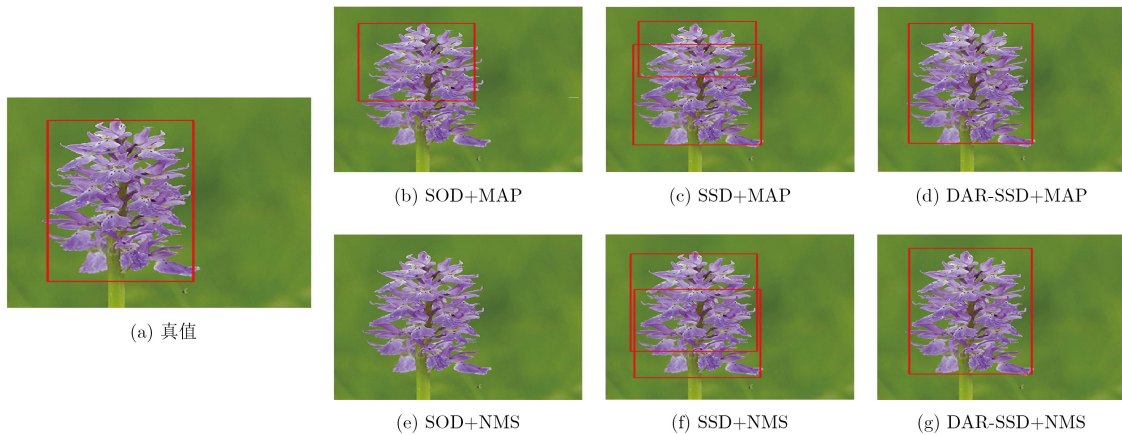 (a) 真值
(b) SOD+MAP
(c) SSD+MAP
(d) DAR-SSD+MAP
(e) SOD+NMS
(f) SSD+NMS
(g) DAR-SSD+NMS